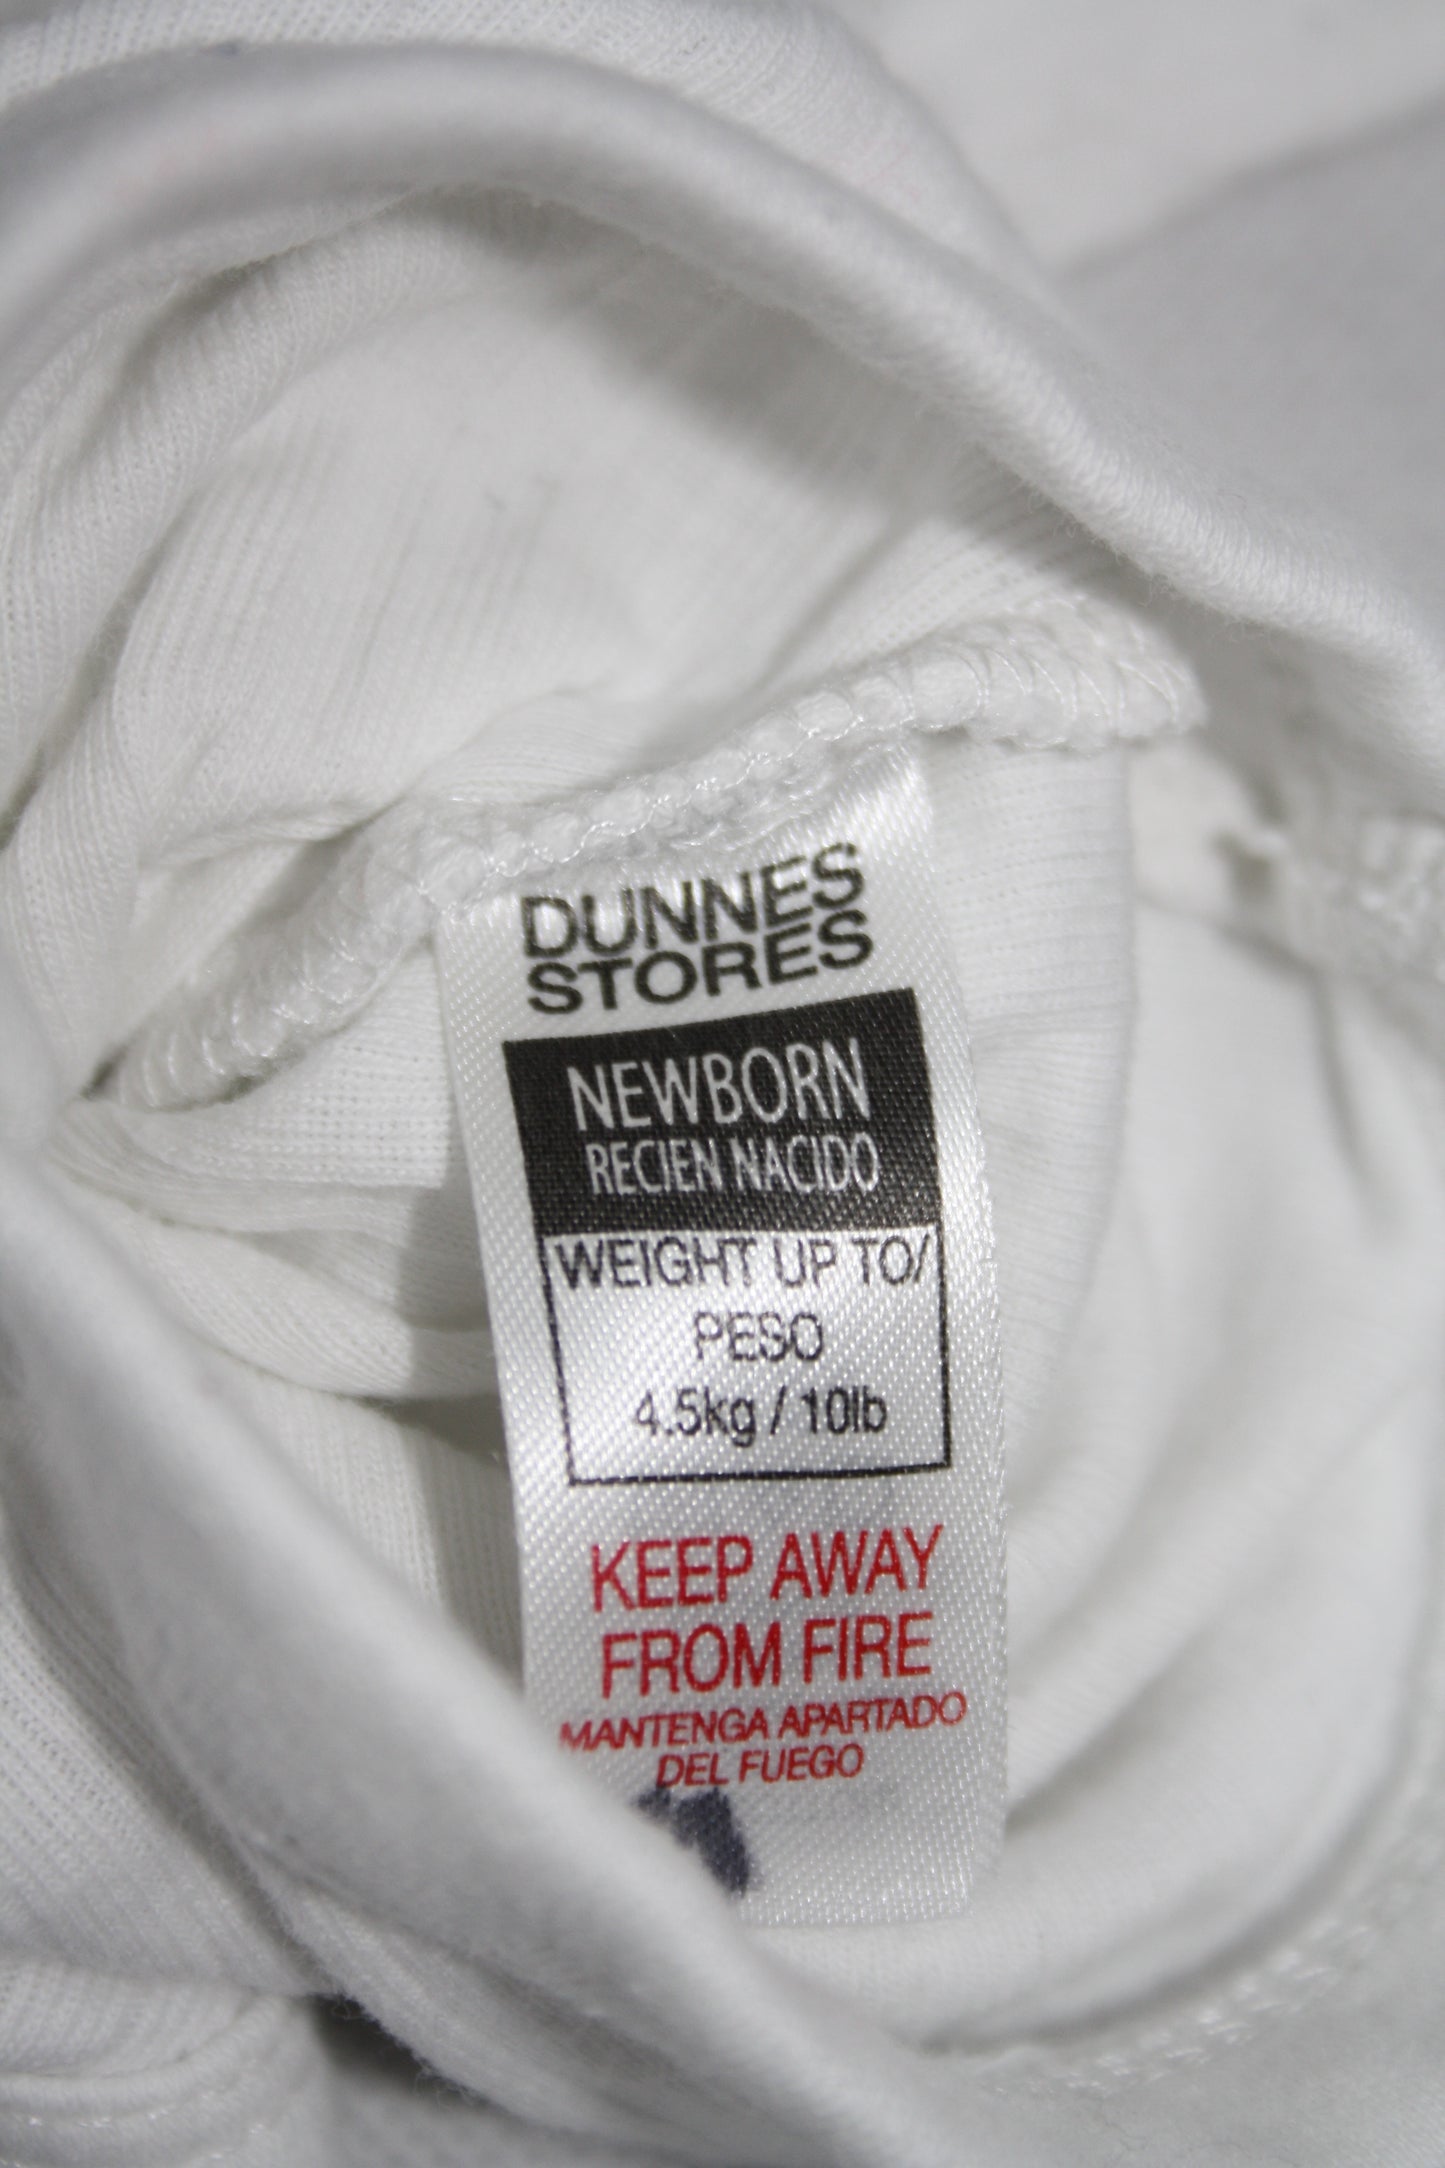 DUNNES
STORES
NEWBORN
RECIEN NACIDO
WEIGHT UP TO/
PESO
4.5kg / 10lb
KEEP AWAY
FROM FIRE
MANTENGA APARTADO
DEL FUEGO